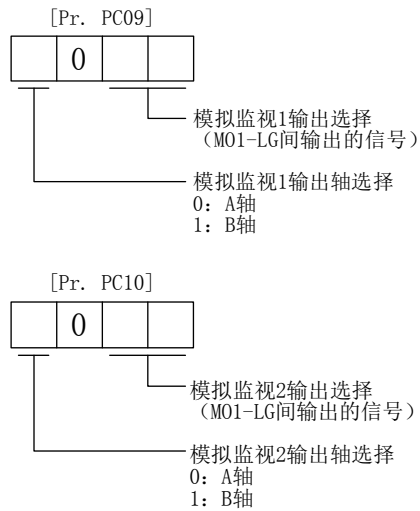 [Pr. PC09]
0
模拟监视1输出选择
（MO1-LG间输出的信号）
模拟监视1输出轴选择
0：A轴
1：B轴
[Pr. PC10]
0
模拟监视2输出选择
（MO1-LG间输出的信号）
模拟监视2输出轴选择
0：A轴
1：B轴